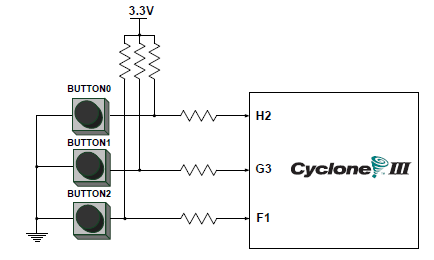 3.3V
BUTTON0
H2
BUTTON1
G3
Cyclone III
BUTTON2
F1